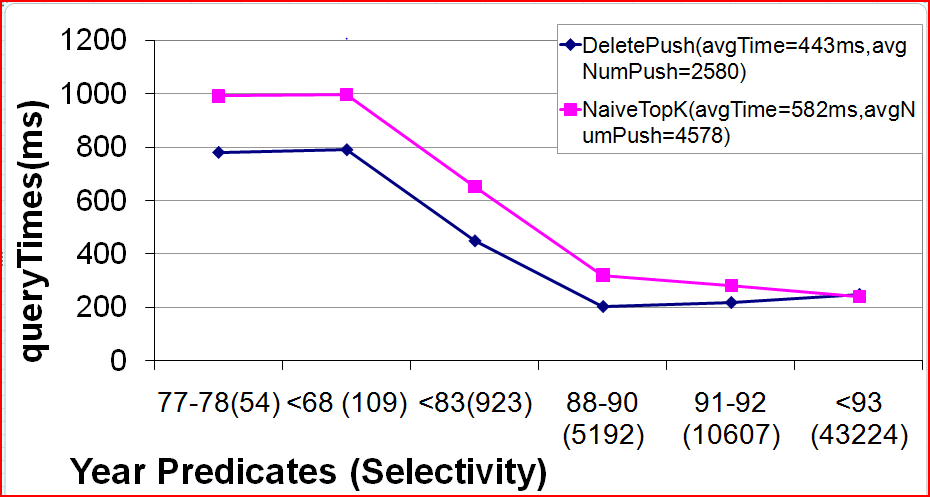 1200
1000
800
600
400
200
0
queryTimes(ms)
DeletePush(avgTime=443ms,avg
NumPush=2580)
NaiveTopK(avgTime=582ms,avgN
umPush=4578)
77-78(54) <68 (109) <83(923) 88-90 91-92 <93
(5192) (10607) (43224)
Year Predicates (Selectivity)